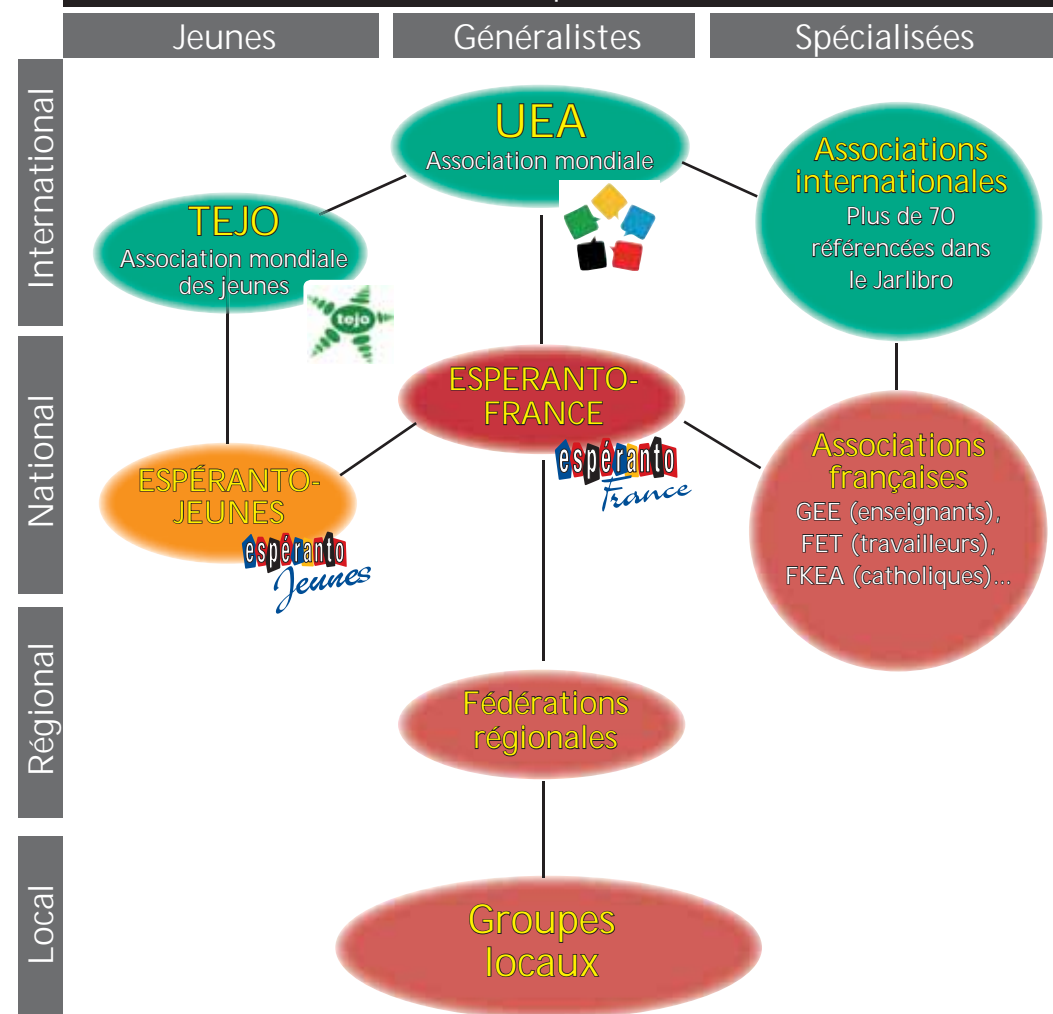 Jeunes
Généralistes
Spécialisées
International
UEA
Association mondiale
TEJO
Association mondiale
des jeunes
tejo
Associations
internationales
Plus de 70
référencées dans
le Jarlibro
National
ESPERANTO-
FRANCE
espéranto
France
ESPÉRANTO-
JEUNES
espéranto
Jeunes
Associations
françaises
GEE (enseignants),
FET (travailleurs),
FKEA (catholiques)...
Régional
Fédérations
régionales
Local
Groupes
locaux